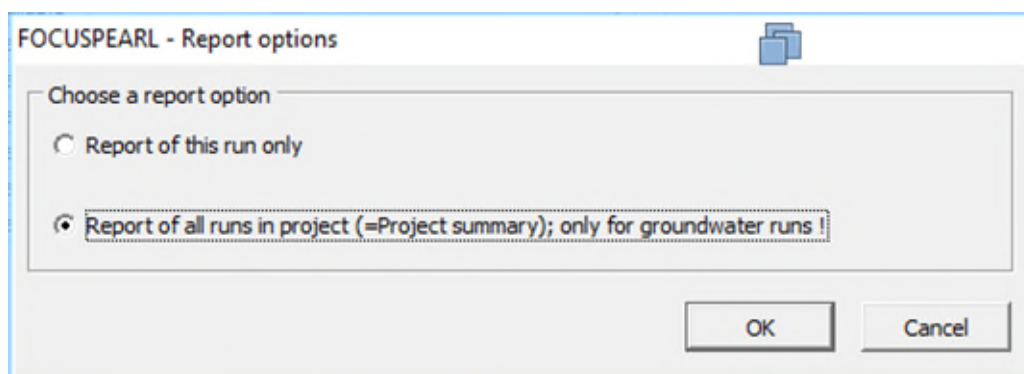 FOCUSPEARL - Report options
Choose a report option
Report of this run only
Report of all runs in project (=Project summary); only for groundwater runs !
OK
Cancel